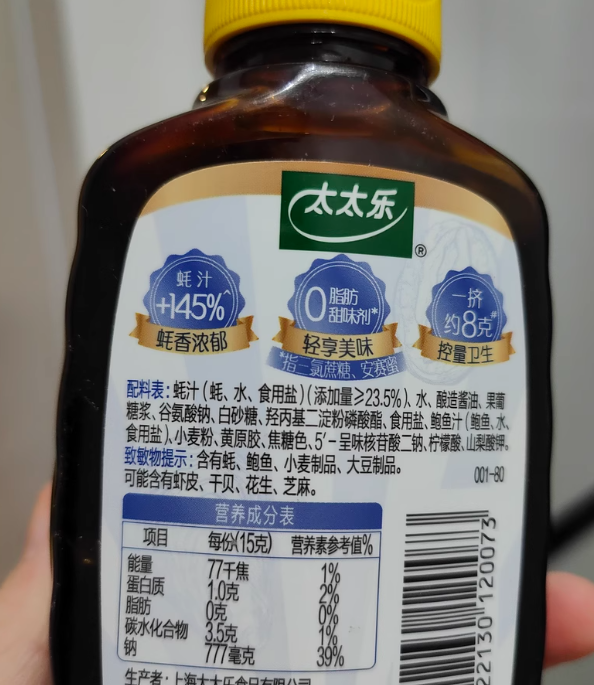 太太乐
®
蚝汁
+145%^
蚝香浓郁
0脂肪
甜味剂*
轻享美味
*指三氯蔗糖、安赛蜜
一挤
约8克#
控量卫生
配料表：蚝汁（蚝、水、食用盐）（添加量≥23.5%）、水、酿造酱油、果葡
糖浆、谷氨酸钠、白砂糖、羟丙基二淀粉磷酸酯、食用盐、鲍鱼汁（鲍鱼、水、
食用盐）、小麦粉、黄原胶、焦糖色、5′-呈味核苷酸二钠、柠檬酸、山梨酸钾。
致敏物提示：含有蚝、鲍鱼、小麦制品、大豆制品。
可能含有虾皮、干贝、花生、芝麻。
001-80
营养成分表
项目 每份(15克) 营养素参考值%
能量 77千焦 1%
蛋白质 1.0克 2%
脂肪 0克 0%
碳水化合物 3.5克 1%
钠 777毫克 39%
生产者：上海太太乐食品有限公司
22130 120073